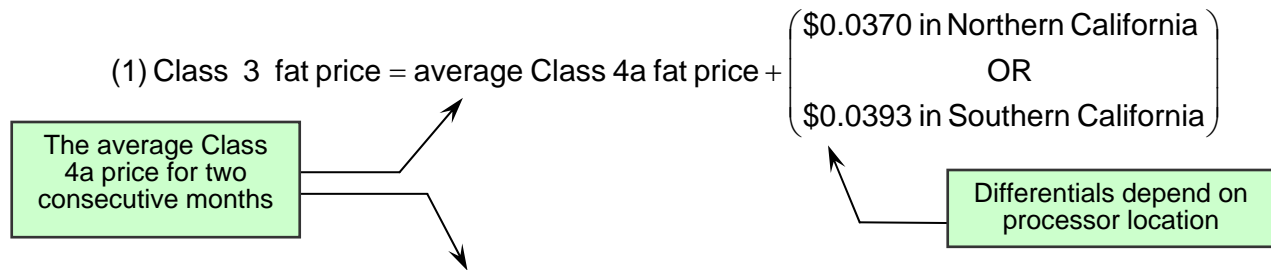 $0.0370 in Northern California
(1) Class 3 fat price = average Class 4a fat price + OR
$0.0393 in Southern California
The average Class
4a price for two
consecutive months
Differentials depend on
processor location